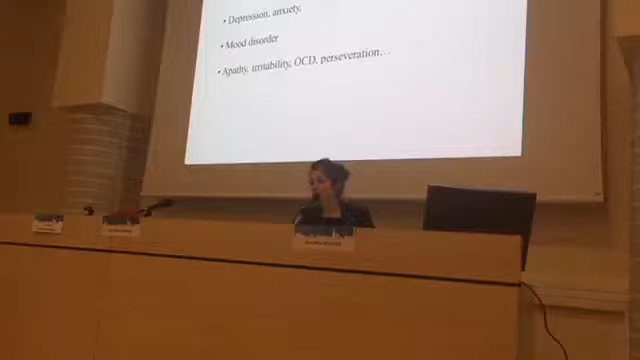 • Depression, anxiety,
• Mood disorder
• Apathy, irritability, OCD, perseveration…